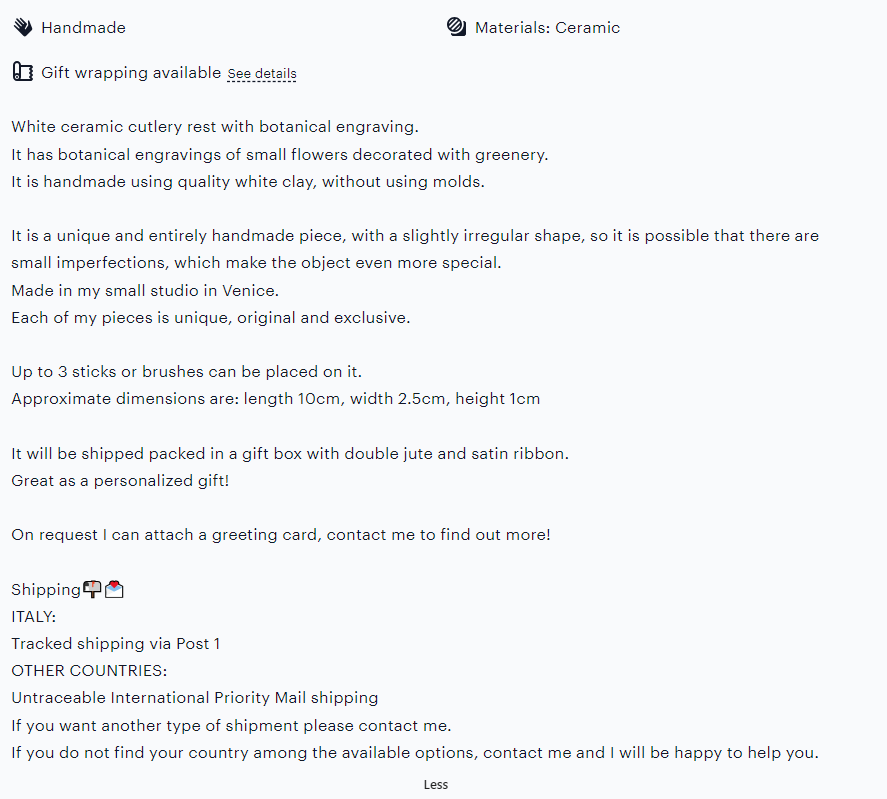 Handmade
Materials: Ceramic
Gift wrapping available See details
White ceramic cutlery rest with botanical engraving.
It has botanical engravings of small flowers decorated with greenery.
It is handmade using quality white clay, without using molds.
It is a unique and entirely handmade piece, with a slightly irregular shape, so it is possible that there are
small imperfections, which make the object even more special.
Made in my small studio in Venice.
Each of my pieces is unique, original and exclusive.
Up to 3 sticks or brushes can be placed on it.
Approximate dimensions are: length 10cm, width 2.5cm, height 1cm
It will be shipped packed in a gift box with double jute and satin ribbon.
Great as a personalized gift!
On request I can attach a greeting card, contact me to find out more!
Shipping📬💌
ITALY:
Tracked shipping via Post 1
OTHER COUNTRIES:
Untraceable International Priority Mail shipping
If you want another type of shipment please contact me.
If you do not find your country among the available options, contact me and I will be happy to help you.
Less